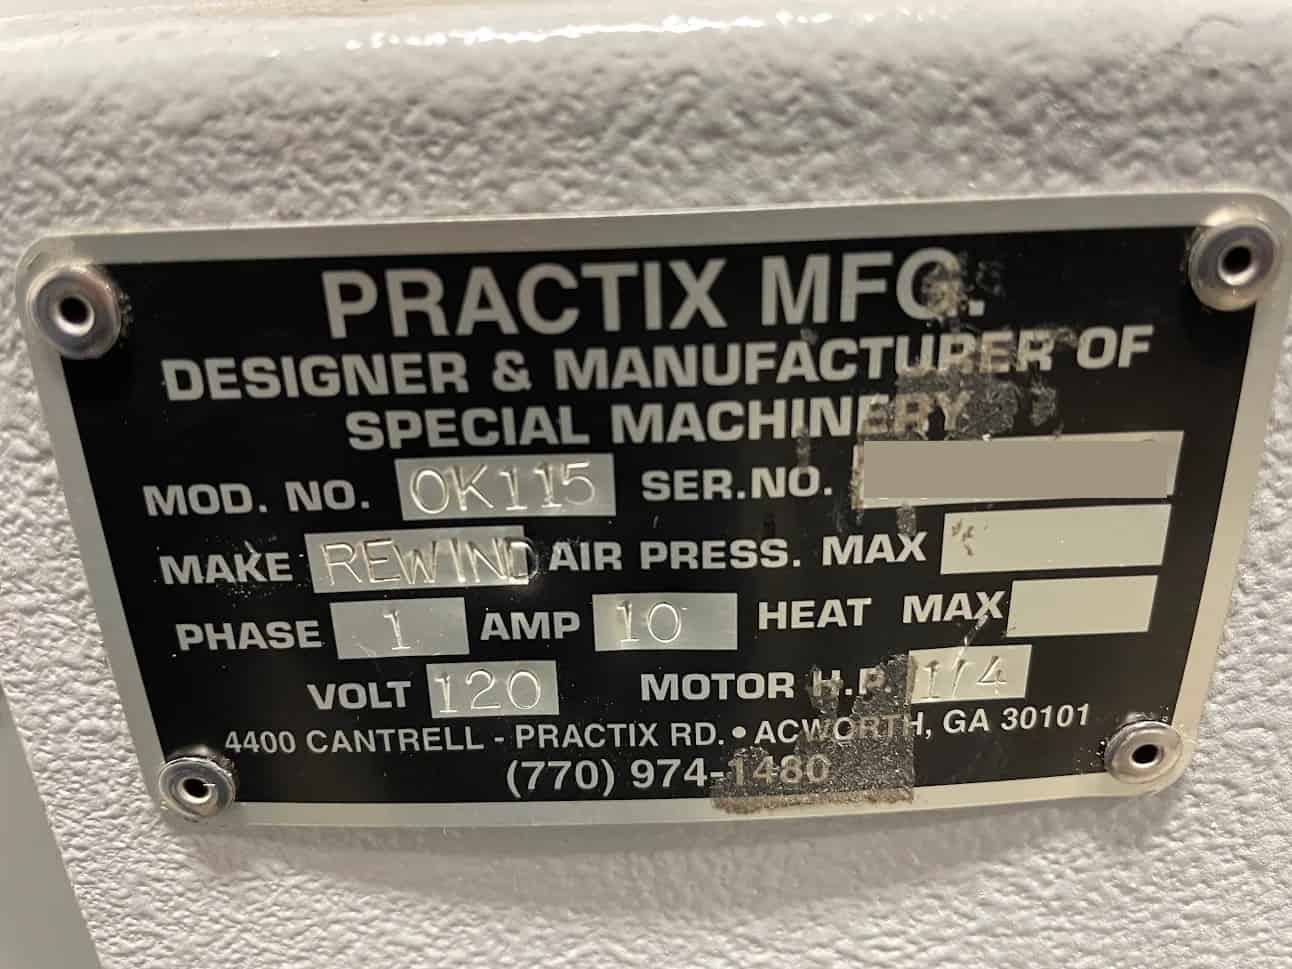 PRACTIX MFG.
DESIGNER & MANUFACTURER OF
SPECIAL MACHINERY
MOD. NO. OK115 SER.NO.
MAKE REWIND AIR PRESS. MAX
PHASE 1 AMP 10 HEAT MAX
VOLT 120 MOTOR H.P. 1/4
4400 CANTRELL - PRACTIX RD. • ACWORTH, GA 30101
(770) 974-1480